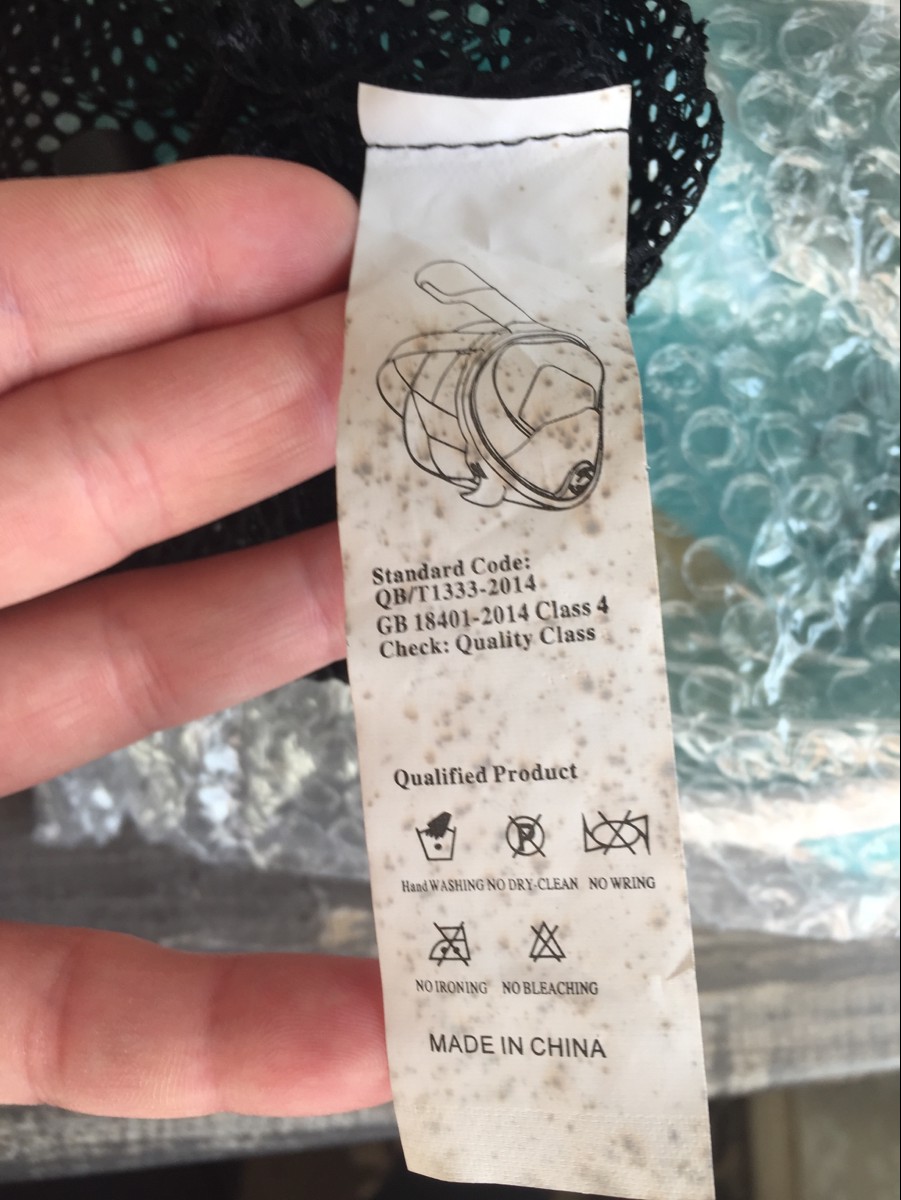 Standard Code:
QB/T1333-2014
GB 18401-2014 Class 4
Check: Quality Class
Qualified Product
P
Hand WASHING NO DRY-CLEAN NO WRING
NO IRONING NO BLEACHING
MADE IN CHINA